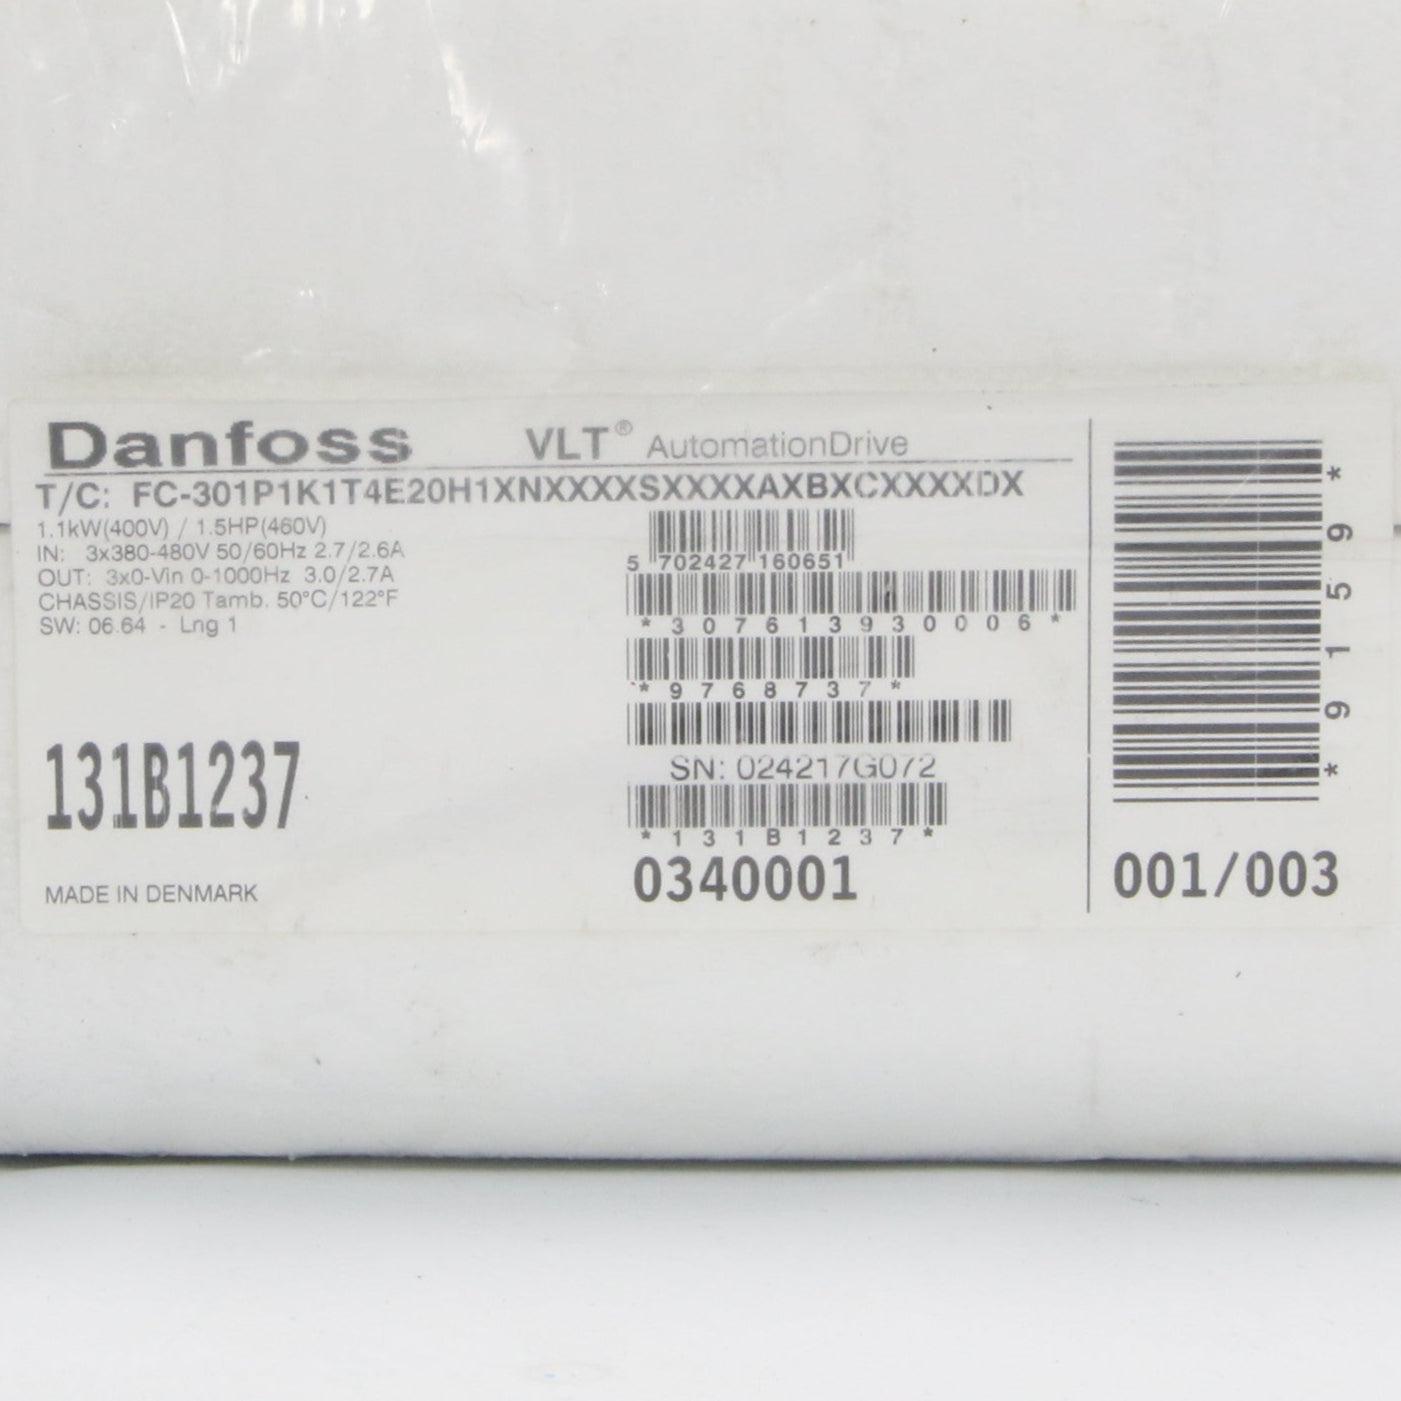 Danfoss VLT® AutomationDrive
T/C: FC-301P1K1T4E20H1XNXXXXSXXXXAXBXCXXXXDX
1.1kW(400V) / 1.5HP(460V)
IN: 3x380-480V 50/60Hz 2.7/2.6A
OUT: 3x0-Vin 0-1000Hz 3.0/2.7A
CHASSIS/IP20 Tamb. 50°C/122°F
SW: 06.64 - Lng 1
131B1237
MADE IN DENMARK
5 702427 160651
*307613930006*
*9768737*
SN: 024217G072
*131B1237*
0340001
*9159*
001/003